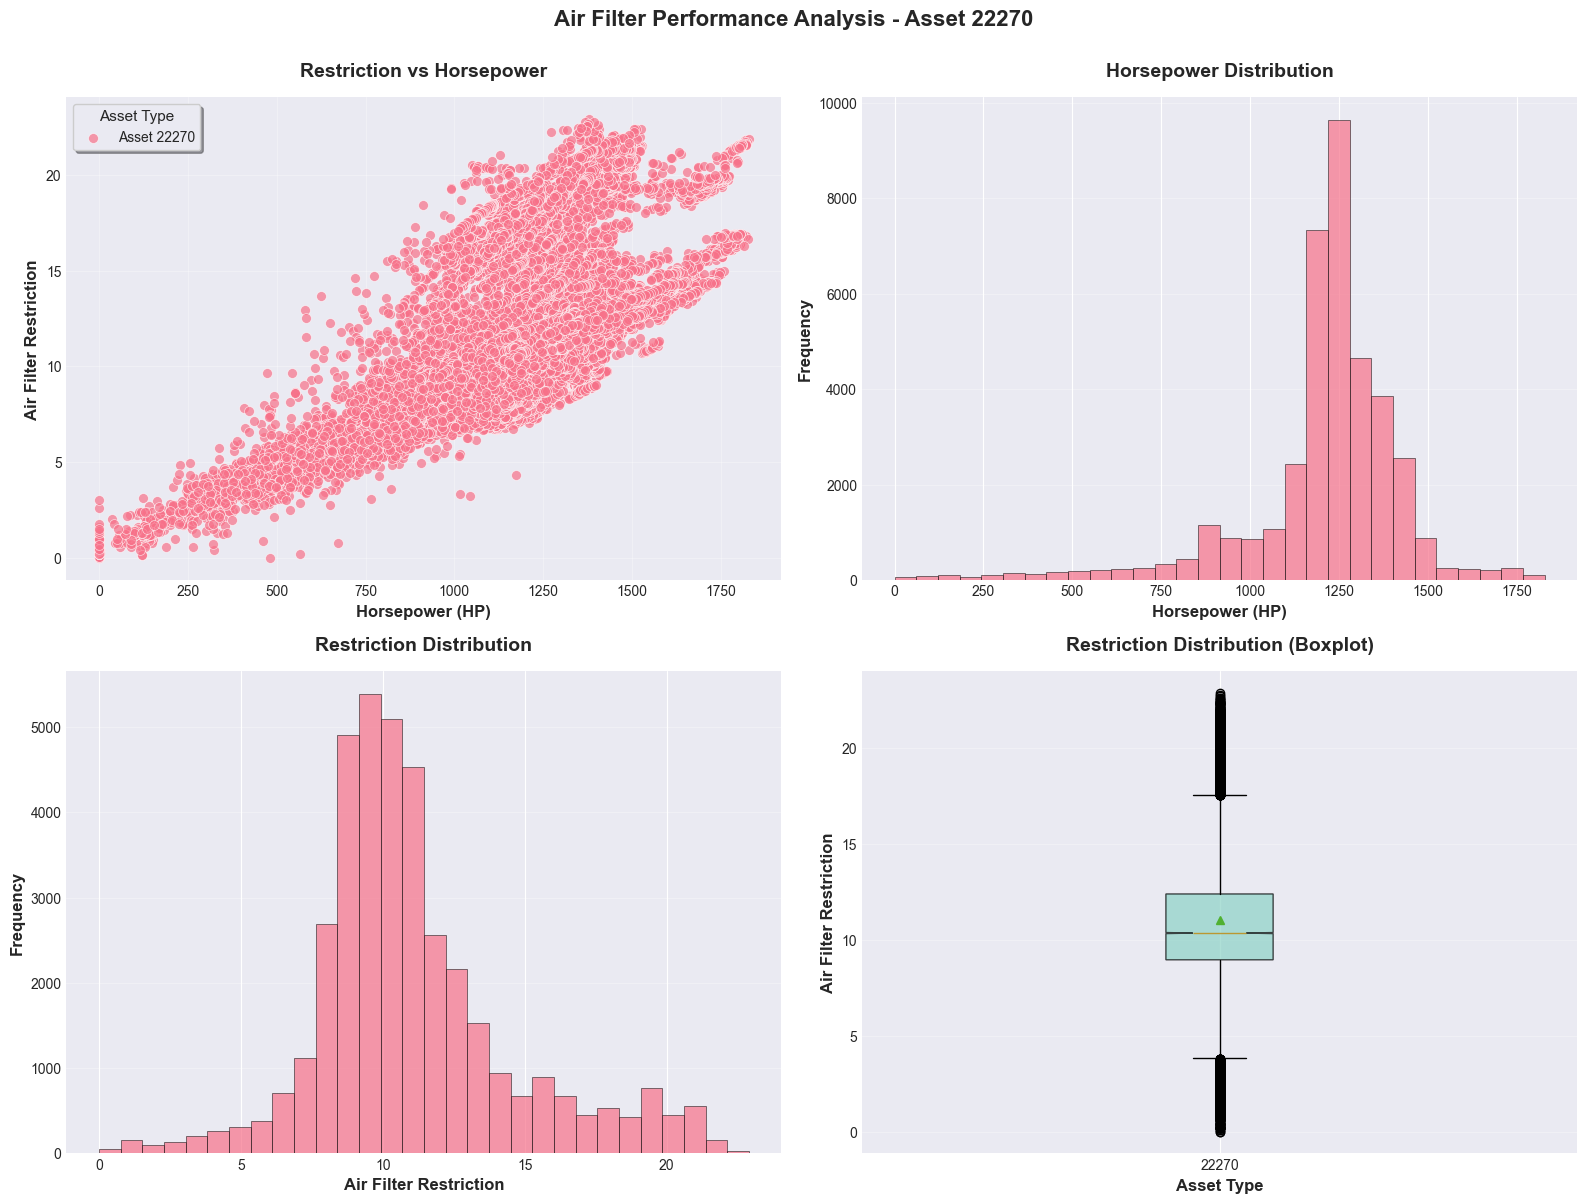 Air Filter Performance Analysis - Asset 22270
Restriction vs Horsepower
Asset Type
Asset 22270
20
15
10
5
0
Air Filter Restriction
0 250 500 750 1000 1250 1500 1750
Horsepower (HP)
Horsepower Distribution
10000
8000
6000
4000
2000
0
Frequency
0 250 500 750 1000 1250 1500 1750
Horsepower (HP)
Restriction Distribution
5000
4000
3000
2000
1000
0
Frequency
0 5 10 15 20
Air Filter Restriction
Restriction Distribution (Boxplot)
20
15
10
5
0
Air Filter Restriction
22270
Asset Type